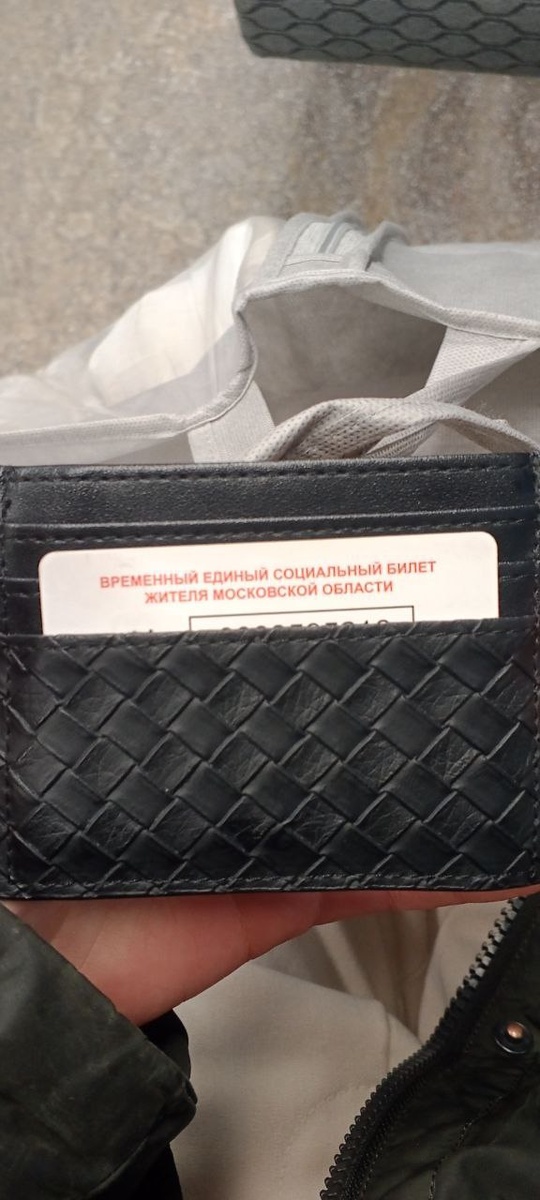 ВРЕМЕННЫЙ ЕДИНЫЙ СОЦИАЛЬНЫЙ БИЛЕТ
ЖИТЕЛЯ МОСКОВСКОЙ ОБЛАСТИ